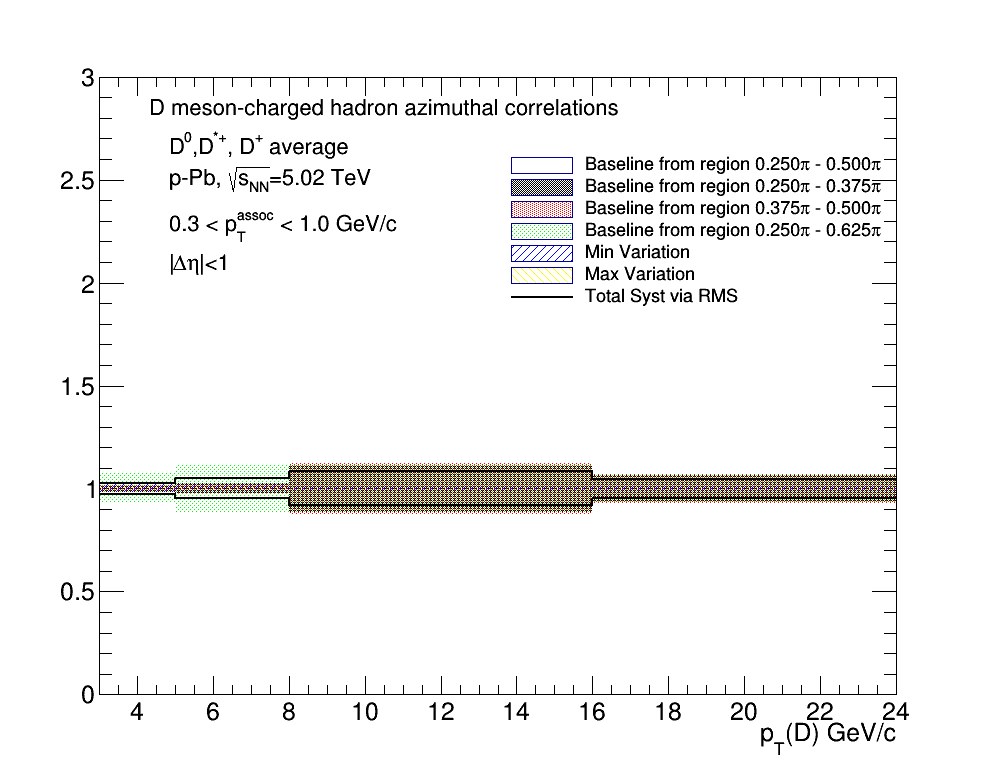 D meson-charged hadron azimuthal correlations
D⁰,D*⁺, D⁺ average
p-Pb, √s_NN=5.02 TeV
0.3 < p_T^assoc < 1.0 GeV/c
|Δη|<1
Baseline from region 0.250π - 0.500π
Baseline from region 0.250π - 0.375π
Baseline from region 0.375π - 0.500π
Baseline from region 0.250π - 0.625π
Min Variation
Max Variation
Total Syst via RMS
3
2.5
2
1.5
1
0.5
0
4 6 8 10 12 14 16 18 20 22 24
p_T(D) GeV/c